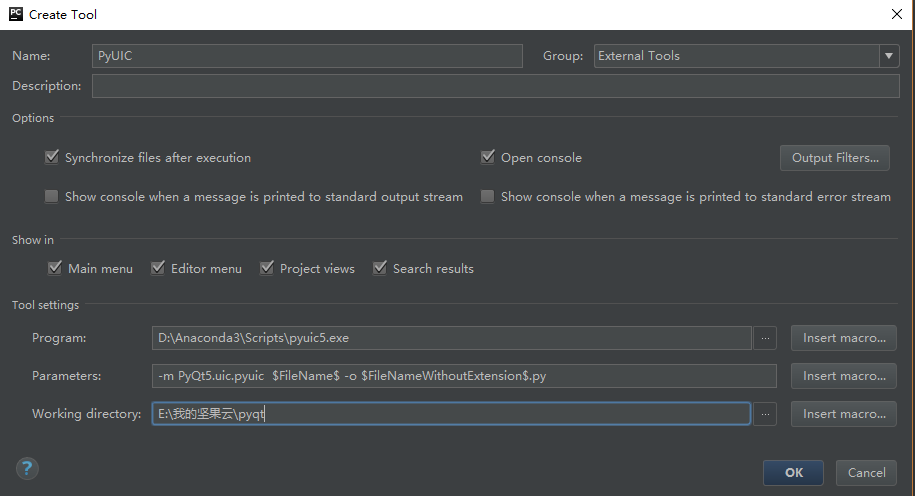 PC Create Tool
Name: PyUIC Group: External Tools
Description:
Options
Synchronize files after execution Open console Output Filters...
Show console when a message is printed to standard output stream Show console when a message is printed to standard error stream
Show in
Main menu Editor menu Project views Search results
Tool settings
Program: D:\Anaconda3\Scripts\pyuic5.exe ... Insert macro...
Parameters: -m PyQt5.uic.pyuic  $FileName$ -o $FileNameWithoutExtension$.py Insert macro...
Working directory: E:\我的坚果云\pyqt ... Insert macro...
? OK Cancel